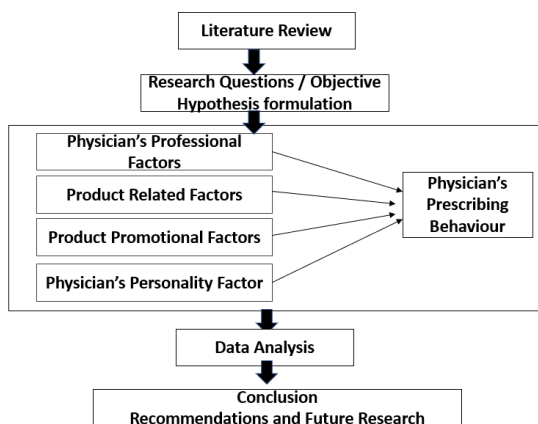 Literature Review
Research Questions / Objective
Hypothesis formulation
Physician's Professional
Factors
Product Related Factors
Product Promotional Factors
Physician's Personality Factor
Physician's
Prescribing
Behaviour
Data Analysis
Conclusion
Recommendations and Future Research